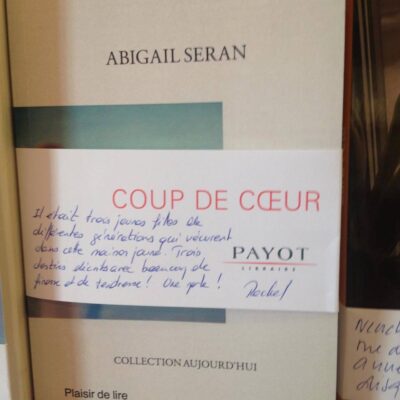 ABIGAIL SERAN
COUP DE CŒUR
Il était trois jeunes filles de
différentes générations qui vécurent
dans cette maison jaune. Trois
destins décrits avec beaucoup de
finesse et de tendresse! Une perle!
PAYOT
LIBRAIRE
Rachel
COLLECTION AUJOURD'HUI
Plaisir de lire
me d